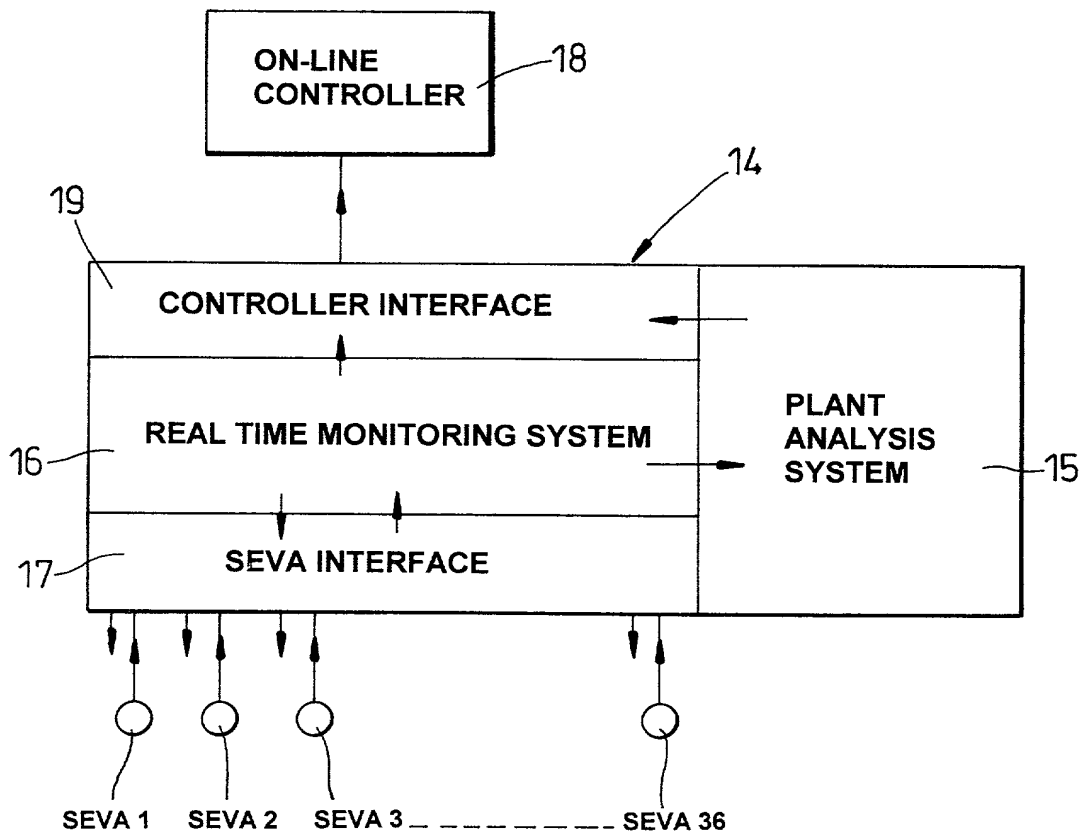 ON-LINE
CONTROLLER
18
14
19
CONTROLLER INTERFACE
REAL TIME MONITORING SYSTEM
16
PLANT
ANALYSIS
SYSTEM
15
SEVA INTERFACE
17
SEVA 1 SEVA 2 SEVA 3 _ _ _ _ _ _ _ SEVA 36